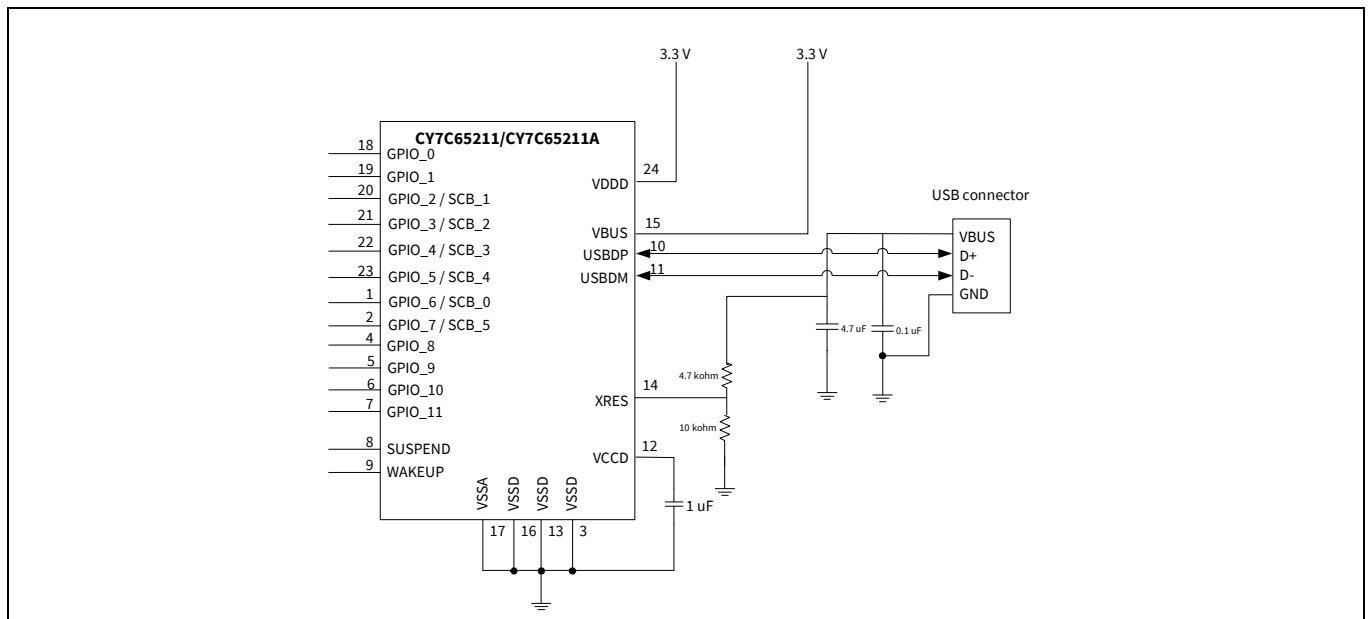 3.3 V
3.3 V
CY7C65211/CY7C65211A
18
GPIO_0
19
GPIO_1
20
GPIO_2 / SCB_1
21
GPIO_3 / SCB_2
22
GPIO_4 / SCB_3
23
GPIO_5 / SCB_4
1
GPIO_6 / SCB_0
2
GPIO_7 / SCB_5
4
GPIO_8
5
GPIO_9
6
GPIO_10
7
GPIO_11
8
SUSPEND
9
WAKEUP
VDDD
24
VBUS
15
USBDP
10
USBDM
11
XRES
14
VCCD
12
VSSA
VSSD
VSSD
VSSD
17
16
13
3
USB connector
VBUS
D+
D-
GND
4.7 uF
0.1 uF
4.7 kohm
10 kohm
1 uF